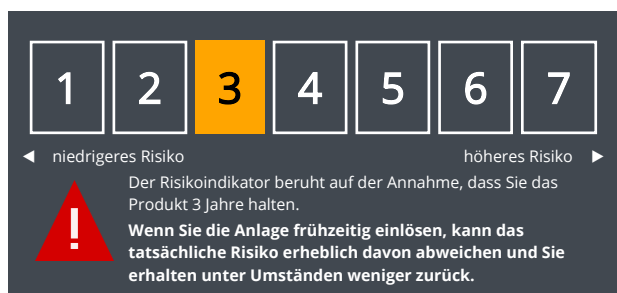 1 2 3 4 5 6 7
◄ niedrigeres Risiko höheres Risiko ►
Der Risikoindikator beruht auf der Annahme, dass Sie das
Produkt 3 Jahre halten.
!
Wenn Sie die Anlage frühzeitig einlösen, kann das
tatsächliche Risiko erheblich davon abweichen und Sie
erhalten unter Umständen weniger zurück.